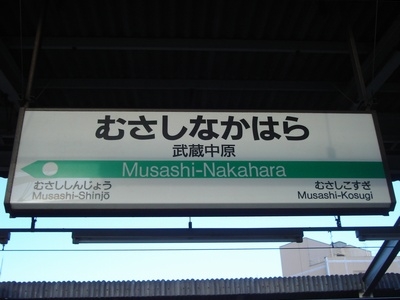 むさしなかはら
武蔵中原
Musashi-Nakahara
むさししんじょう
Musashi-Shinjō
むさしこすぎ
Musashi-Kosugi